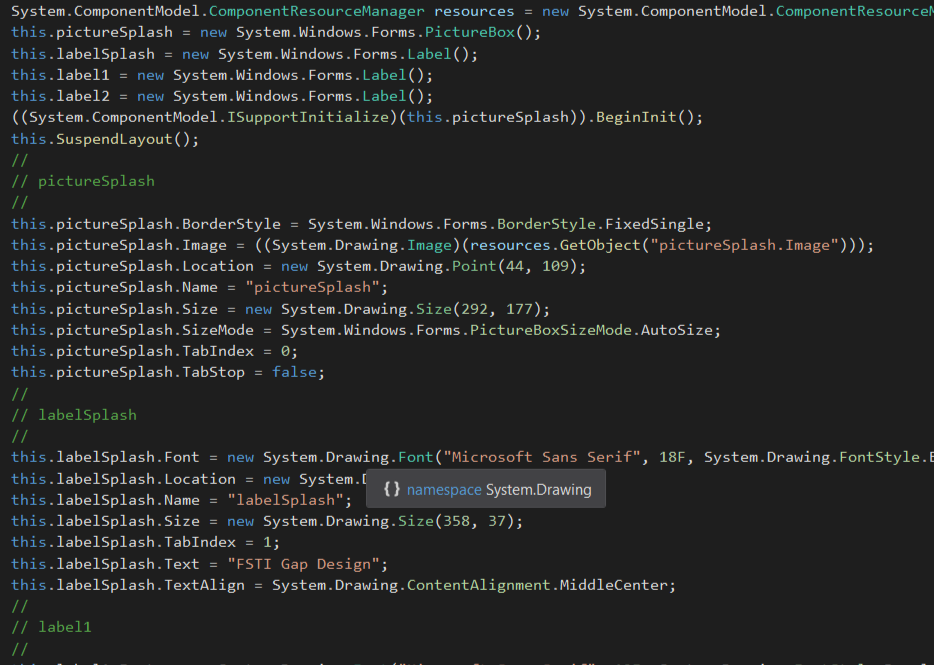 System.ComponentModel.ComponentResourceManager resources = new System.ComponentModel.ComponentResourceM
this.pictureSplash = new System.Windows.Forms.PictureBox();
this.labelSplash = new System.Windows.Forms.Label();
this.label1 = new System.Windows.Forms.Label();
this.label2 = new System.Windows.Forms.Label();
((System.ComponentModel.ISupportInitialize)(this.pictureSplash)).BeginInit();
this.SuspendLayout();
//
// pictureSplash
//
this.pictureSplash.BorderStyle = System.Windows.Forms.BorderStyle.FixedSingle;
this.pictureSplash.Image = ((System.Drawing.Image)(resources.GetObject("pictureSplash.Image")));
this.pictureSplash.Location = new System.Drawing.Point(44, 109);
this.pictureSplash.Name = "pictureSplash";
this.pictureSplash.Size = new System.Drawing.Size(292, 177);
this.pictureSplash.SizeMode = System.Windows.Forms.PictureBoxSizeMode.AutoSize;
this.pictureSplash.TabIndex = 0;
this.pictureSplash.TabStop = false;
//
// labelSplash
//
this.labelSplash.Font = new System.Drawing.Font("Microsoft Sans Serif", 18F, System.Drawing.FontStyle.B
this.labelSplash.Location = new System.D
{} namespace System.Drawing
this.labelSplash.Name = "labelSplash";
this.labelSplash.Size = new System.Drawing.Size(358, 37);
this.labelSplash.TabIndex = 1;
this.labelSplash.Text = "FSTI Gap Design";
this.labelSplash.TextAlign = System.Drawing.ContentAlignment.MiddleCenter;
//
// label1
//